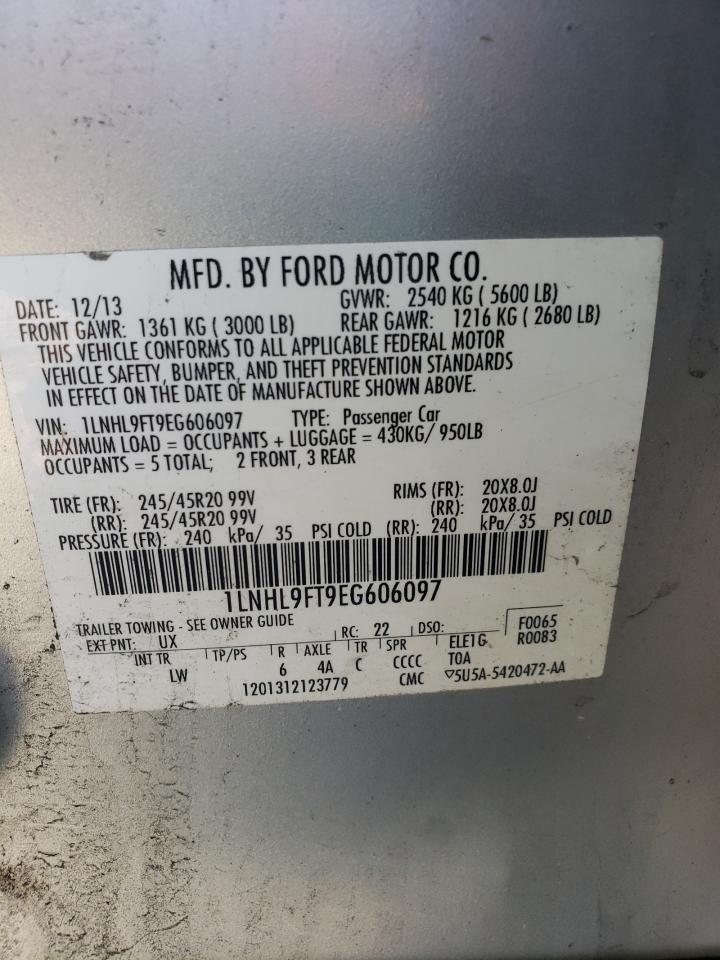 MFD. BY FORD MOTOR CO.
DATE: 12/13 GVWR: 2540 KG ( 5600 LB)
FRONT GAWR: 1361 KG ( 3000 LB) REAR GAWR: 1216 KG ( 2680 LB)
THIS VEHICLE CONFORMS TO ALL APPLICABLE FEDERAL MOTOR
VEHICLE SAFETY, BUMPER, AND THEFT PREVENTION STANDARDS
IN EFFECT ON THE DATE OF MANUFACTURE SHOWN ABOVE.
VIN: 1LNHL9FT9EG606097 TYPE: Passenger Car
MAXIMUM LOAD = OCCUPANTS + LUGGAGE = 430KG/ 950LB
OCCUPANTS = 5 TOTAL; 2 FRONT, 3 REAR
TIRE (FR): 245/45R20 99V RIMS (FR): 20X8.0J
(RR): 245/45R20 99V (RR): 20X8.0J
PRESSURE (FR): 240 kPa/ 35 PSI COLD (RR): 240 kPa/ 35 PSI COLD
1LNHL9FT9EG606097
TRAILER TOWING - SEE OWNER GUIDE
EXT PNT: UX RC: 22 DSO: F0065
INT TR TP/PS R AXLE TR SPR ELE1G R0083
LW 6 4A C CCCC TOA
1201312123779 CMC ▽5U5A-5420472-AA